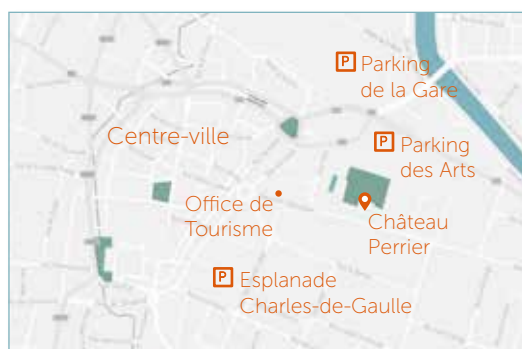 P Parking
de la Gare
Centre-ville
P Parking
des Arts
Office de
Tourisme
Château
Perrier
P Esplanade
Charles-de-Gaulle